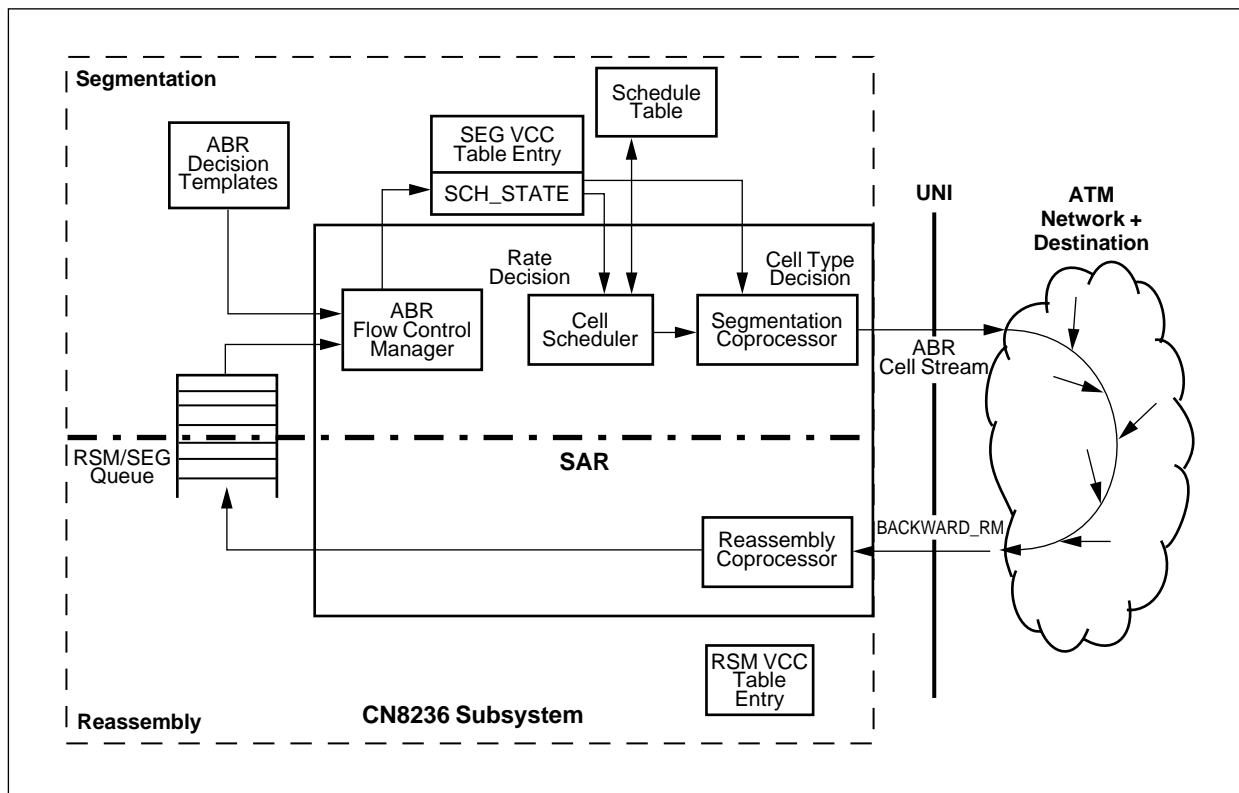 Segmentation
Schedule
Table
ABR
Decision
Templates
SEG VCC
Table Entry
SCH_STATE
UNI
ATM
Network +
Destination
Rate
Decision
Cell Type
Decision
ABR
Flow Control
Manager
Cell
Scheduler
Segmentation
Coprocessor
ABR
Cell Stream
RSM/SEG
Queue
SAR
BACKWARD_RM
Reassembly
Coprocessor
RSM VCC
Table
Entry
Reassembly
CN8236 Subsystem